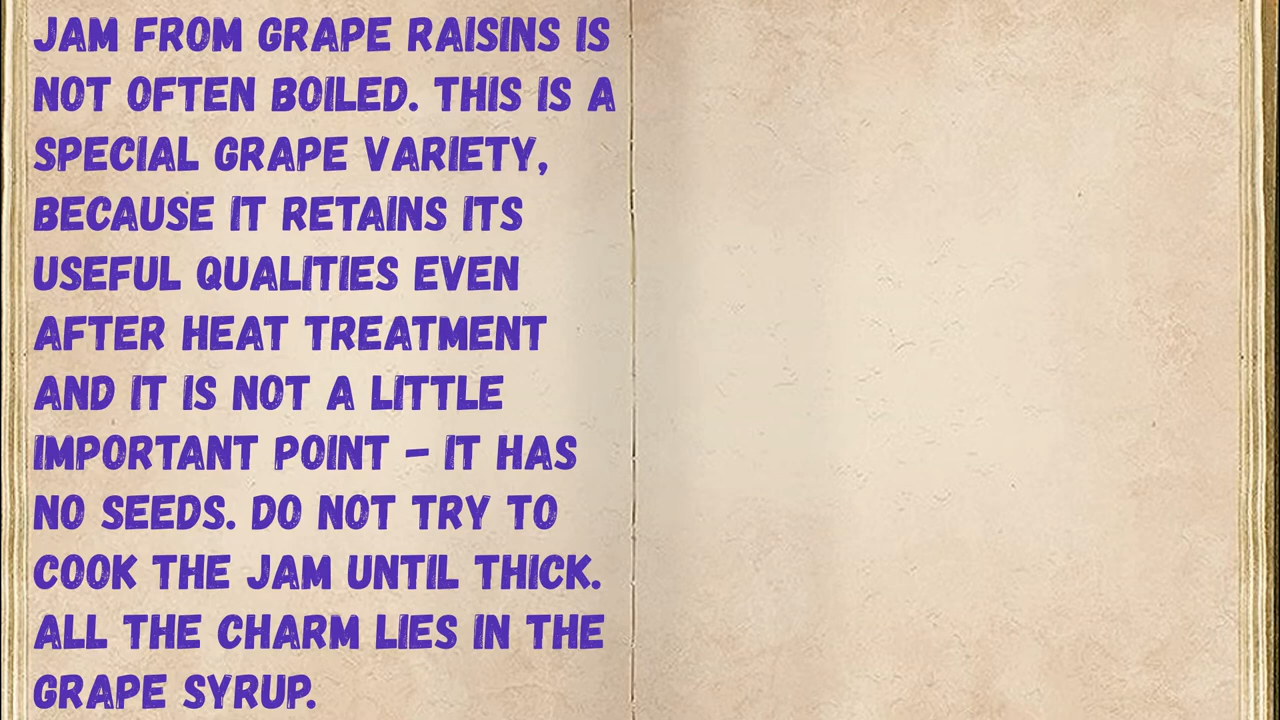 JAM FROM GRAPE RAISINS IS
NOT OFTEN BOILED. THIS IS A
SPECIAL GRAPE VARIETY,
BECAUSE IT RETAINS ITS
USEFUL QUALITIES EVEN
AFTER HEAT TREATMENT
AND IT IS NOT A LITTLE
IMPORTANT POINT – IT HAS
NO SEEDS. DO NOT TRY TO
COOK THE JAM UNTIL THICK.
ALL THE CHARM LIES IN THE
GRAPE SYRUP.